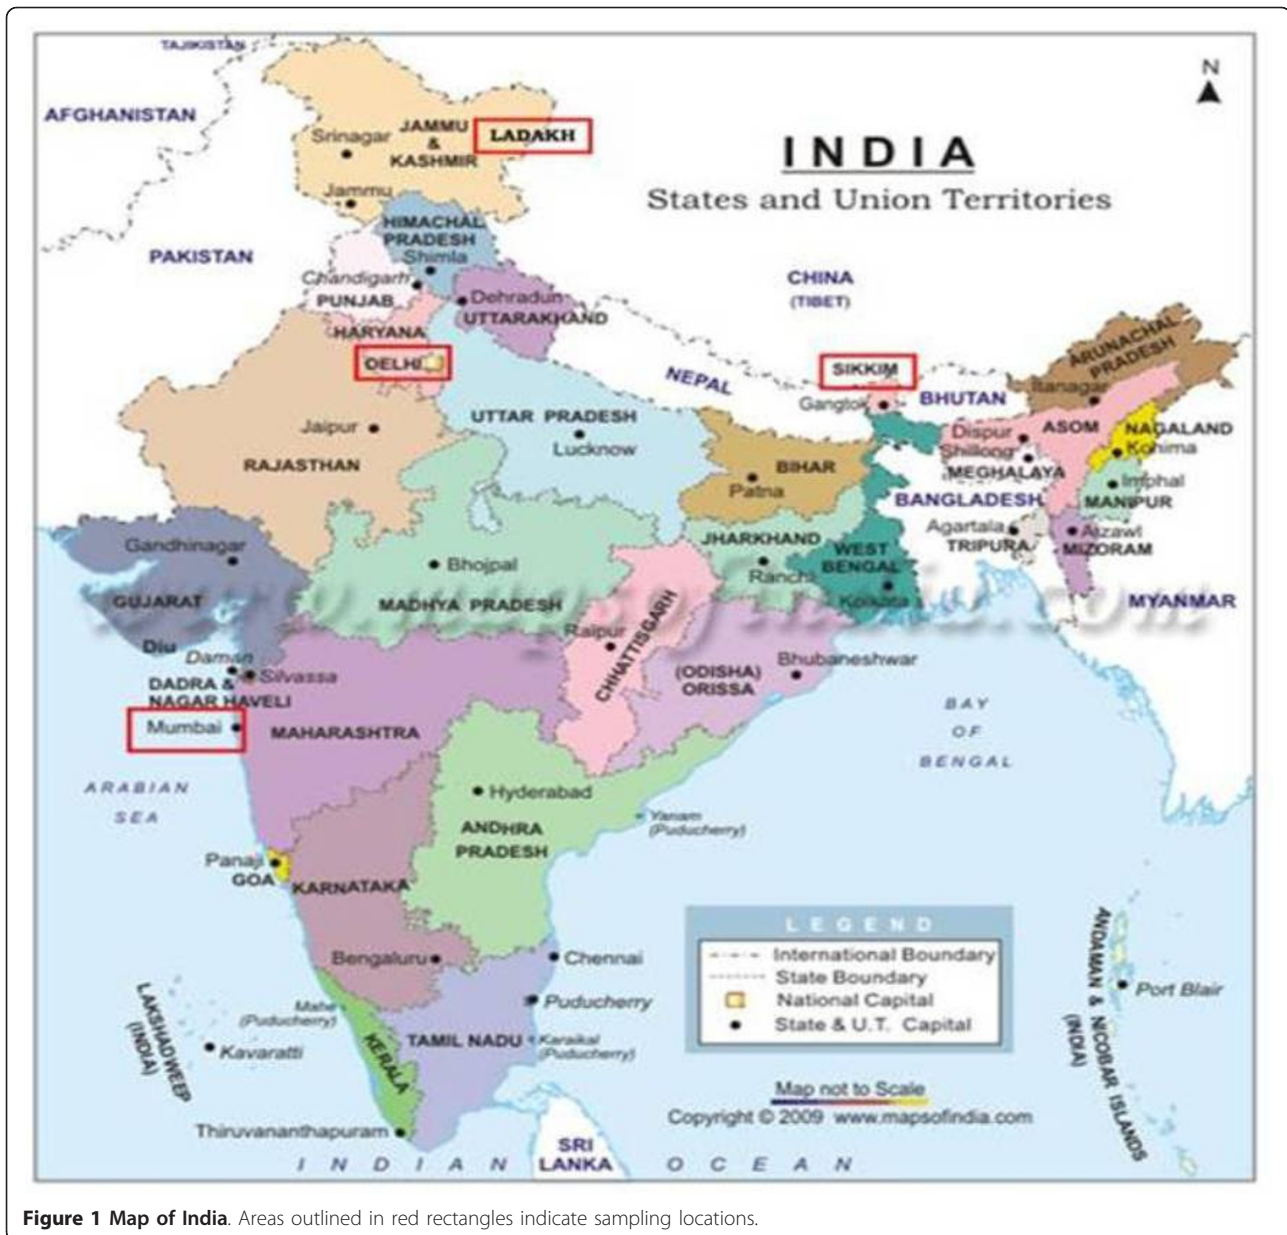 TAJIKISTAN
AFGHANISTAN
N
JAMMU
&
KASHMIR
LADAKH
Srinagar
Jammu
INDIA
States and Union Territories
HIMACHAL
PRADESH
Shimla
PAKISTAN
Chandigarh
PUNJAB
CHINA
(TIBET)
Dehradun
UTTARAKHAND
HARYANA
DELHI
NEPAL
SIKKIM
Gangtok
BHUTAN
ARUNACHAL
PRADESH
Itanagar
UTTAR PRADESH
Lucknow
Jaipur
RAJASTHAN
BIHAR
Patna
Dispur
ASOM
NAGALAND
Kohima
Shillong
MEGHALAYA
BANGLADESH
Imphal
MANIPUR
Gandhinagar
GUJARAT
Bhojpal
MADHYA PRADESH
JHARKHAND
Ranchi
WEST
BENGAL
Kolkata
Agartala
TRIPURA
Aizawl
MIZORAM
MYANMAR
www.mapsofindia.com
Diu
Daman
Silvassa
DADRA &
NAGAR HAVELI
Mumbai
MAHARASHTRA
Raipur
CHHATTISGARH
(ODISHA)
ORISSA
Bhubaneshwar
BAY
OF
BENGAL
ARABIAN
SEA
Hyderabad
ANDHRA
PRADESH
Yanam
(Puducherry)
Panaji
GOA
KARNATAKA
Bengaluru
Chennai
Mahe
(Puducherry)
Puducherry
LAKSHADWEEP
(INDIA)
Kavaratti
KERALA
TAMIL NADU
Karaikal
(Puducherry)
Thiruvananthapuram
SRI
LANKA
INDIAN OCEAN
LEGEND
International Boundary
State Boundary
National Capital
State & U.T. Capital
Map not to Scale
Copyright © 2009 www.mapsofindia.com
ANDAMAN & NICOBAR ISLANDS
(INDIA)
Port Blair
Figure 1 Map of India. Areas outlined in red rectangles indicate sampling locations.